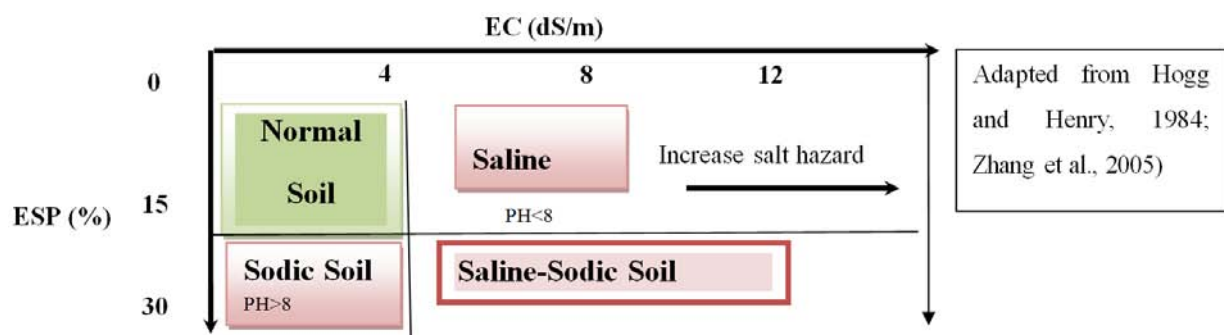 EC (dS/m)
0
4
8
12
Adapted from Hogg
and Henry, 1984;
Zhang et al., 2005)
Normal
Soil
Saline
Increase salt hazard
ESP (%)
15
PH<8
Sodic Soil
PH>8
Saline-Sodic Soil
30